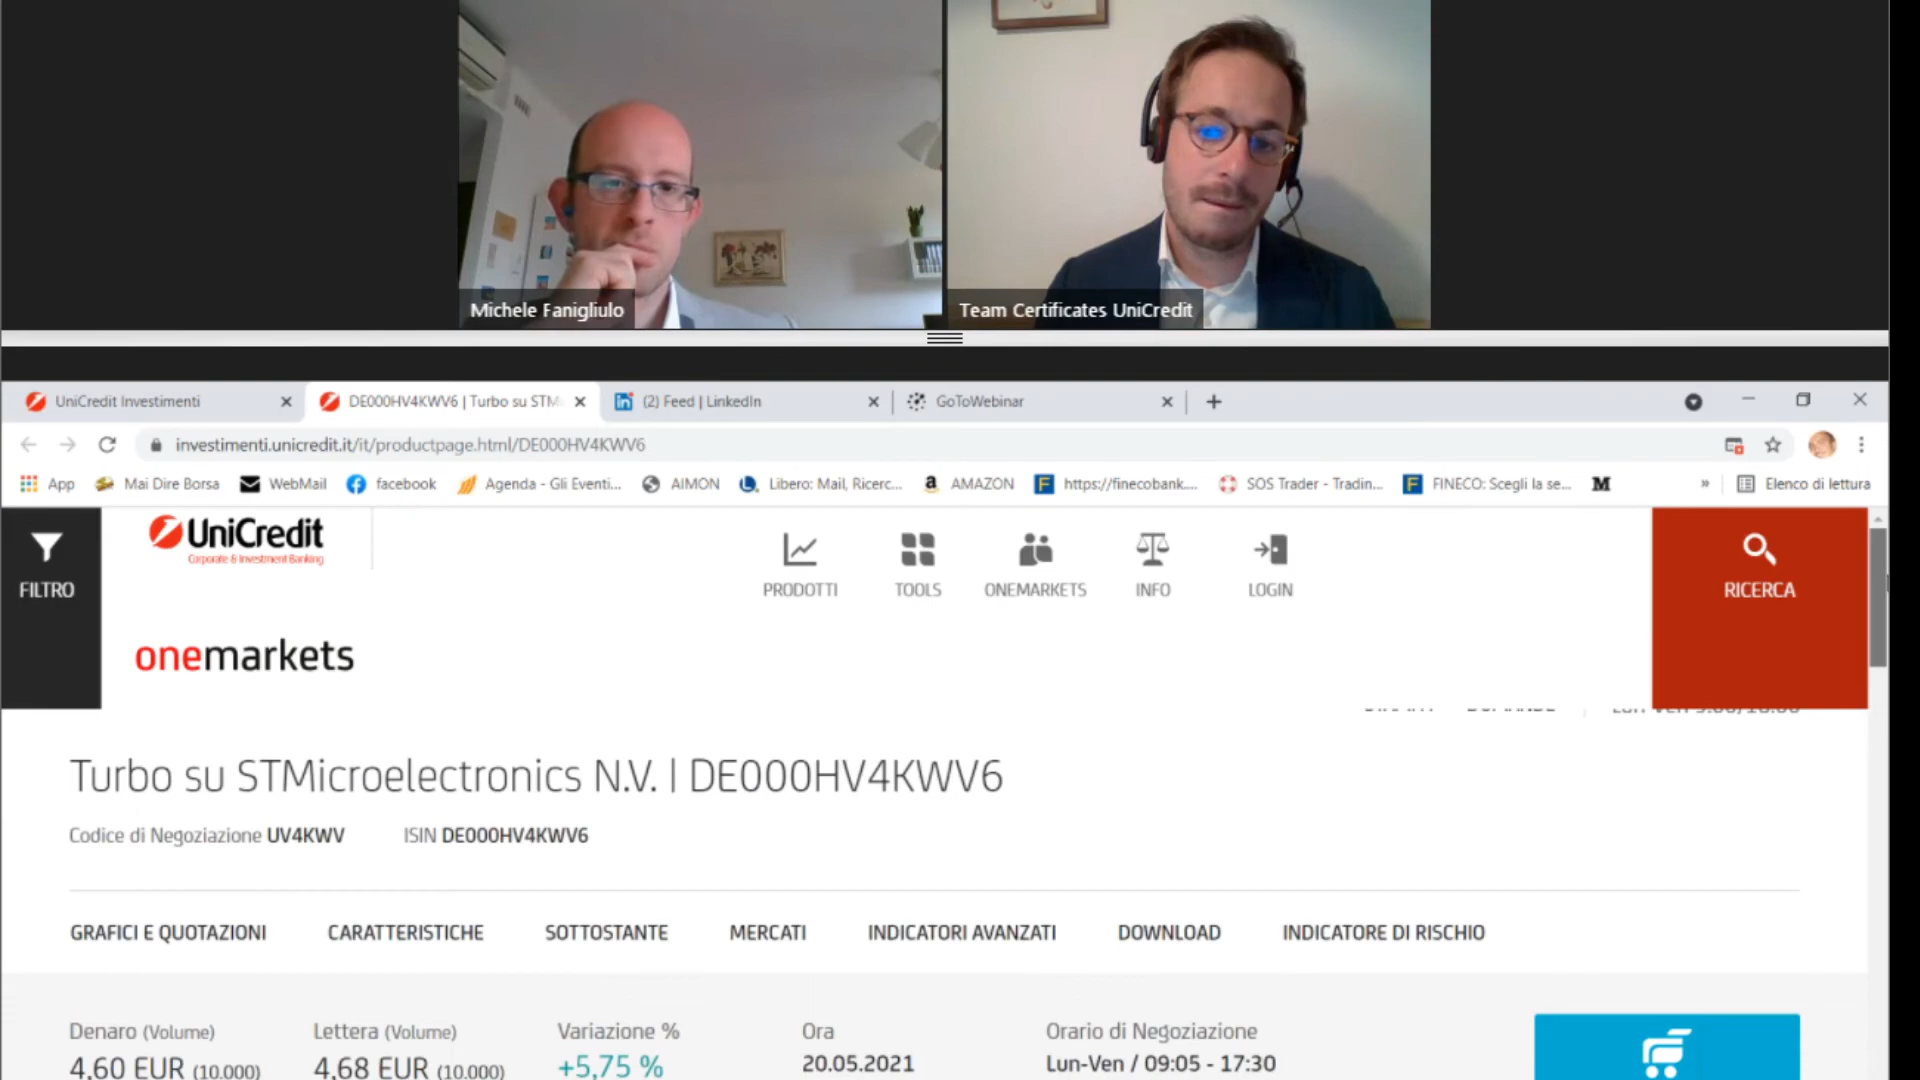 Michele Fanigliulo
Team Certificates UniCredit
UniCredit Investimenti
DE000HV4KWV6 | Turbo su STM
(2) Feed | LinkedIn
GoToWebinar
investimenti.unicredit.it/it/productpage.html/DE000HV4KWV6
App
Mai Dire Borsa
WebMail
facebook
Agenda - Gli Eventi...
AIMON
Libero: Mail, Ricerc...
AMAZON
https://finecobank....
SOS Trader - Tradin...
FINECO: Scegli la se...
M
»
Elenco di lettura
FILTRO
UniCredit
Corporate & Investment Banking
PRODOTTI
TOOLS
ONEMARKETS
INFO
LOGIN
RICERCA
onemarkets
Turbo su STMicroelectronics N.V. | DE000HV4KWV6
Codice di Negoziazione UV4KWV
ISIN DE000HV4KWV6
GRAFICI E QUOTAZIONI
CARATTERISTICHE
SOTTOSTANTE
MERCATI
INDICATORI AVANZATI
DOWNLOAD
INDICATORE DI RISCHIO
Denaro (Volume)
Lettera (Volume)
Variazione %
Ora
Orario di Negoziazione
4,60 EUR (10.000)
4,68 EUR (10.000)
+5,75 %
20.05.2021
Lun-Ven / 09:05 - 17:30